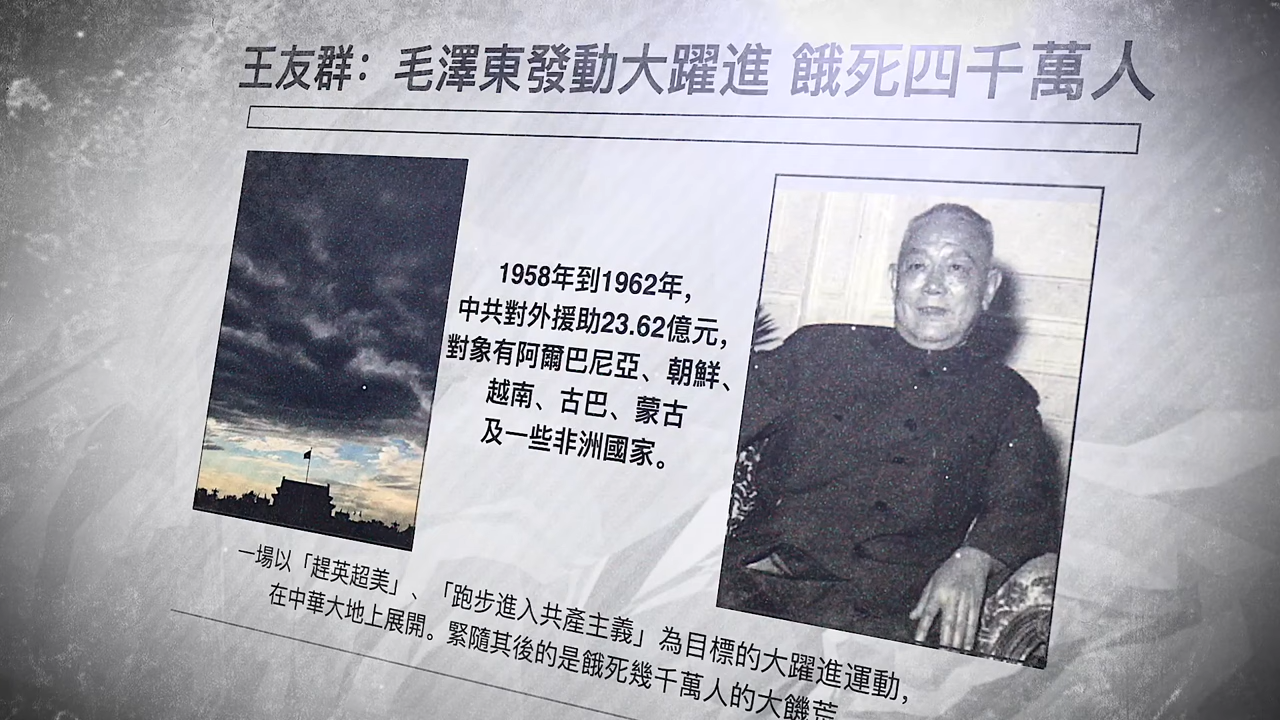 王友群：毛澤東發動大躍進 餓死四千萬人
1958年到1962年，
中共對外援助23.62億元，
對象有阿爾巴尼亞、朝鮮、
越南、古巴、蒙古
及一些非洲國家。
一場以「趕英超美」、「跑步進入共產主義」為目標的大躍進運動，
在中華大地上展開。緊隨其後的是餓死幾千萬人的大饑荒